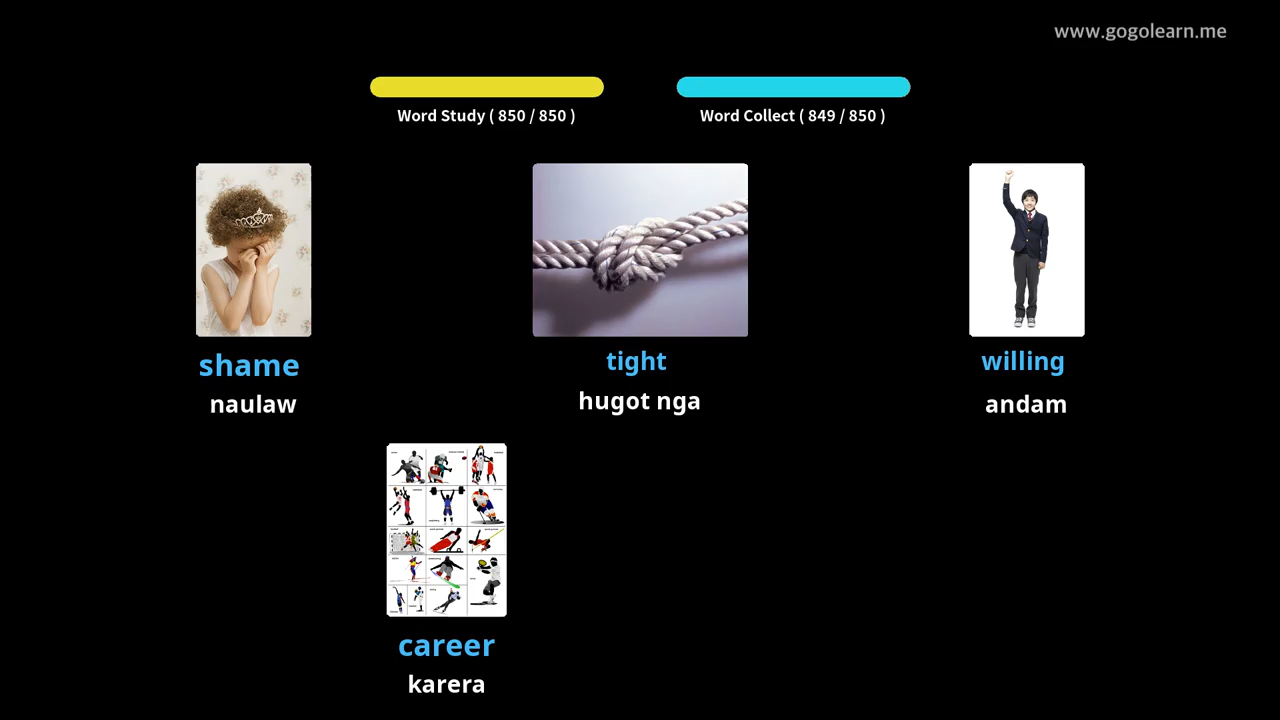 www.gogolearn.me
Word Study ( 850 / 850 )
Word Collect ( 849 / 850 )
shame
tight
willing
naulaw
hugot nga
andam
career
karera